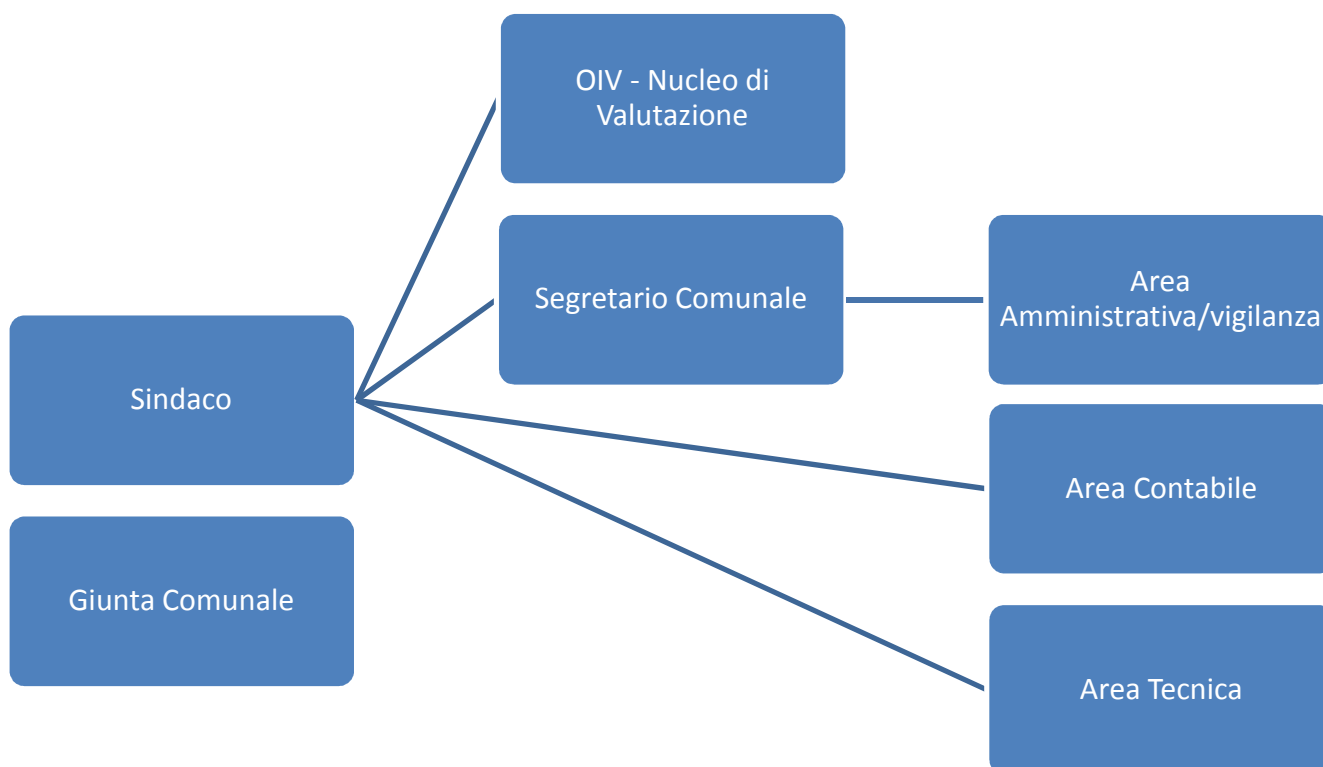 OIV - Nucleo di
Valutazione
Segretario Comunale
Area
Amministrativa/vigilanza
Sindaco
Area Contabile
Giunta Comunale
Area Tecnica